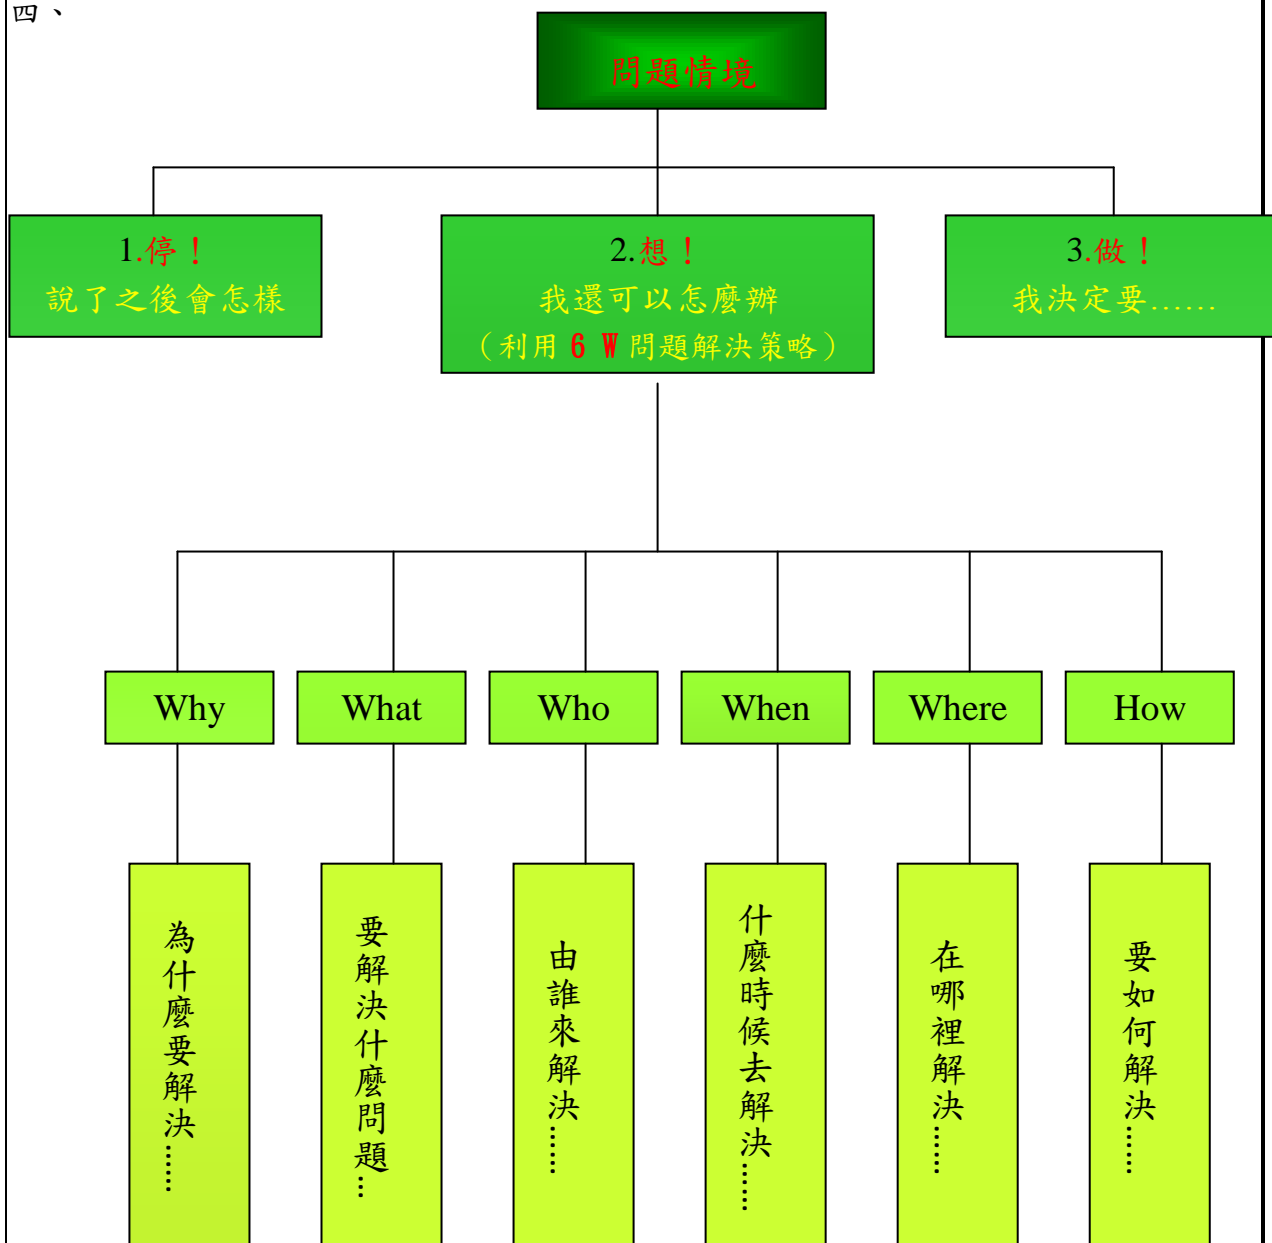 四、
問題情境
1.停！
說了之後會怎樣
2.想！
我還可以怎麼辦
（利用 6 W 問題解決策略）
3.做！
我決定要……
Why
What
Who
When
Where
How
為什麼要解決……
要解決什麼問題…
由誰來解決……
什麼時候去解決……
在哪裡解決……
要如何解決……